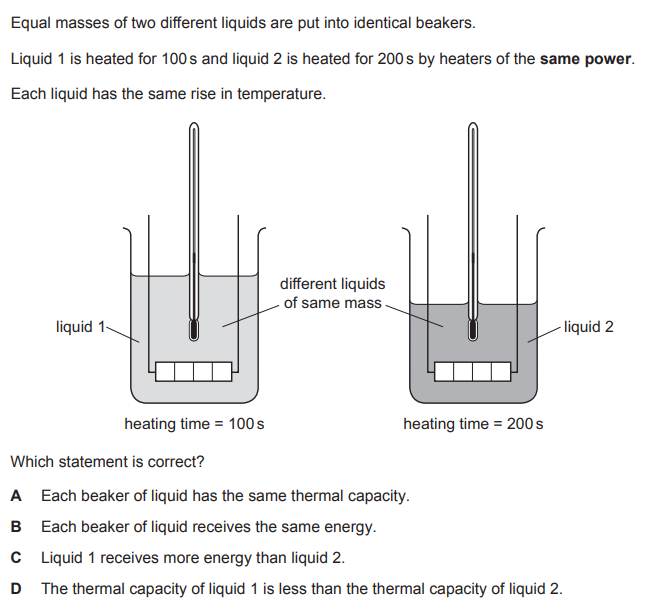 Equal masses of two different liquids are put into identical beakers.
Liquid 1 is heated for 100 s and liquid 2 is heated for 200 s by heaters of the same power.
Each liquid has the same rise in temperature.
different liquids
of same mass
liquid 1
liquid 2
heating time = 100 s
heating time = 200 s
Which statement is correct?
A Each beaker of liquid has the same thermal capacity.
B Each beaker of liquid receives the same energy.
C Liquid 1 receives more energy than liquid 2.
D The thermal capacity of liquid 1 is less than the thermal capacity of liquid 2.